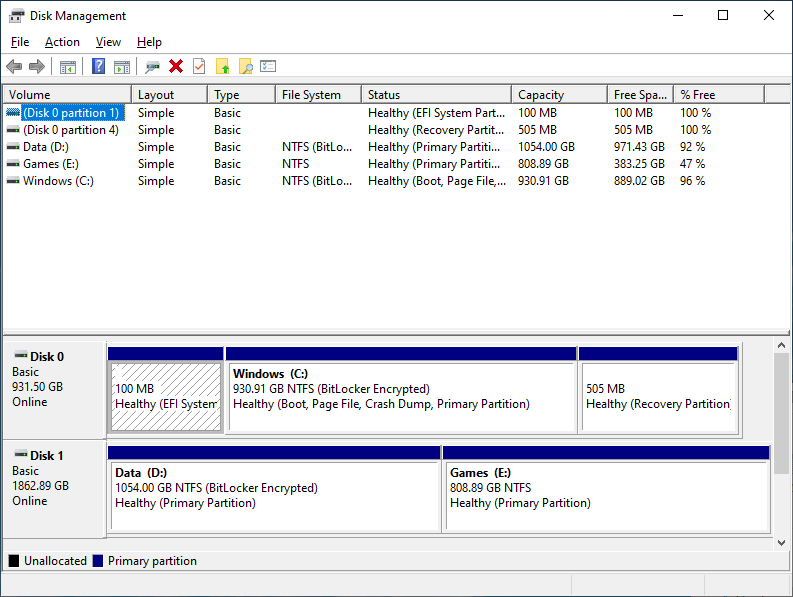 Disk Management
File Action View Help
Volume Layout Type File System Status Capacity Free Spa... % Free
(Disk 0 partition 1) Simple Basic Healthy (EFI System Part... 100 MB 100 MB 100 %
(Disk 0 partition 4) Simple Basic Healthy (Recovery Partit... 505 MB 505 MB 100 %
Data (D:) Simple Basic NTFS (BitLo... Healthy (Primary Partiti... 1054.00 GB 971.43 GB 92 %
Games (E:) Simple Basic NTFS Healthy (Primary Partiti... 808.89 GB 383.25 GB 47 %
Windows (C:) Simple Basic NTFS (BitLo... Healthy (Boot, Page File,... 930.91 GB 889.02 GB 96 %
Disk 0
Basic
931.50 GB
Online
100 MB
Healthy (EFI System
Windows (C:)
930.91 GB NTFS (BitLocker Encrypted)
Healthy (Boot, Page File, Crash Dump, Primary Partition)
505 MB
Healthy (Recovery Partition)
Disk 1
Basic
1862.89 GB
Online
Data (D:)
1054.00 GB NTFS (BitLocker Encrypted)
Healthy (Primary Partition)
Games (E:)
808.89 GB NTFS
Healthy (Primary Partition)
Unallocated Primary partition